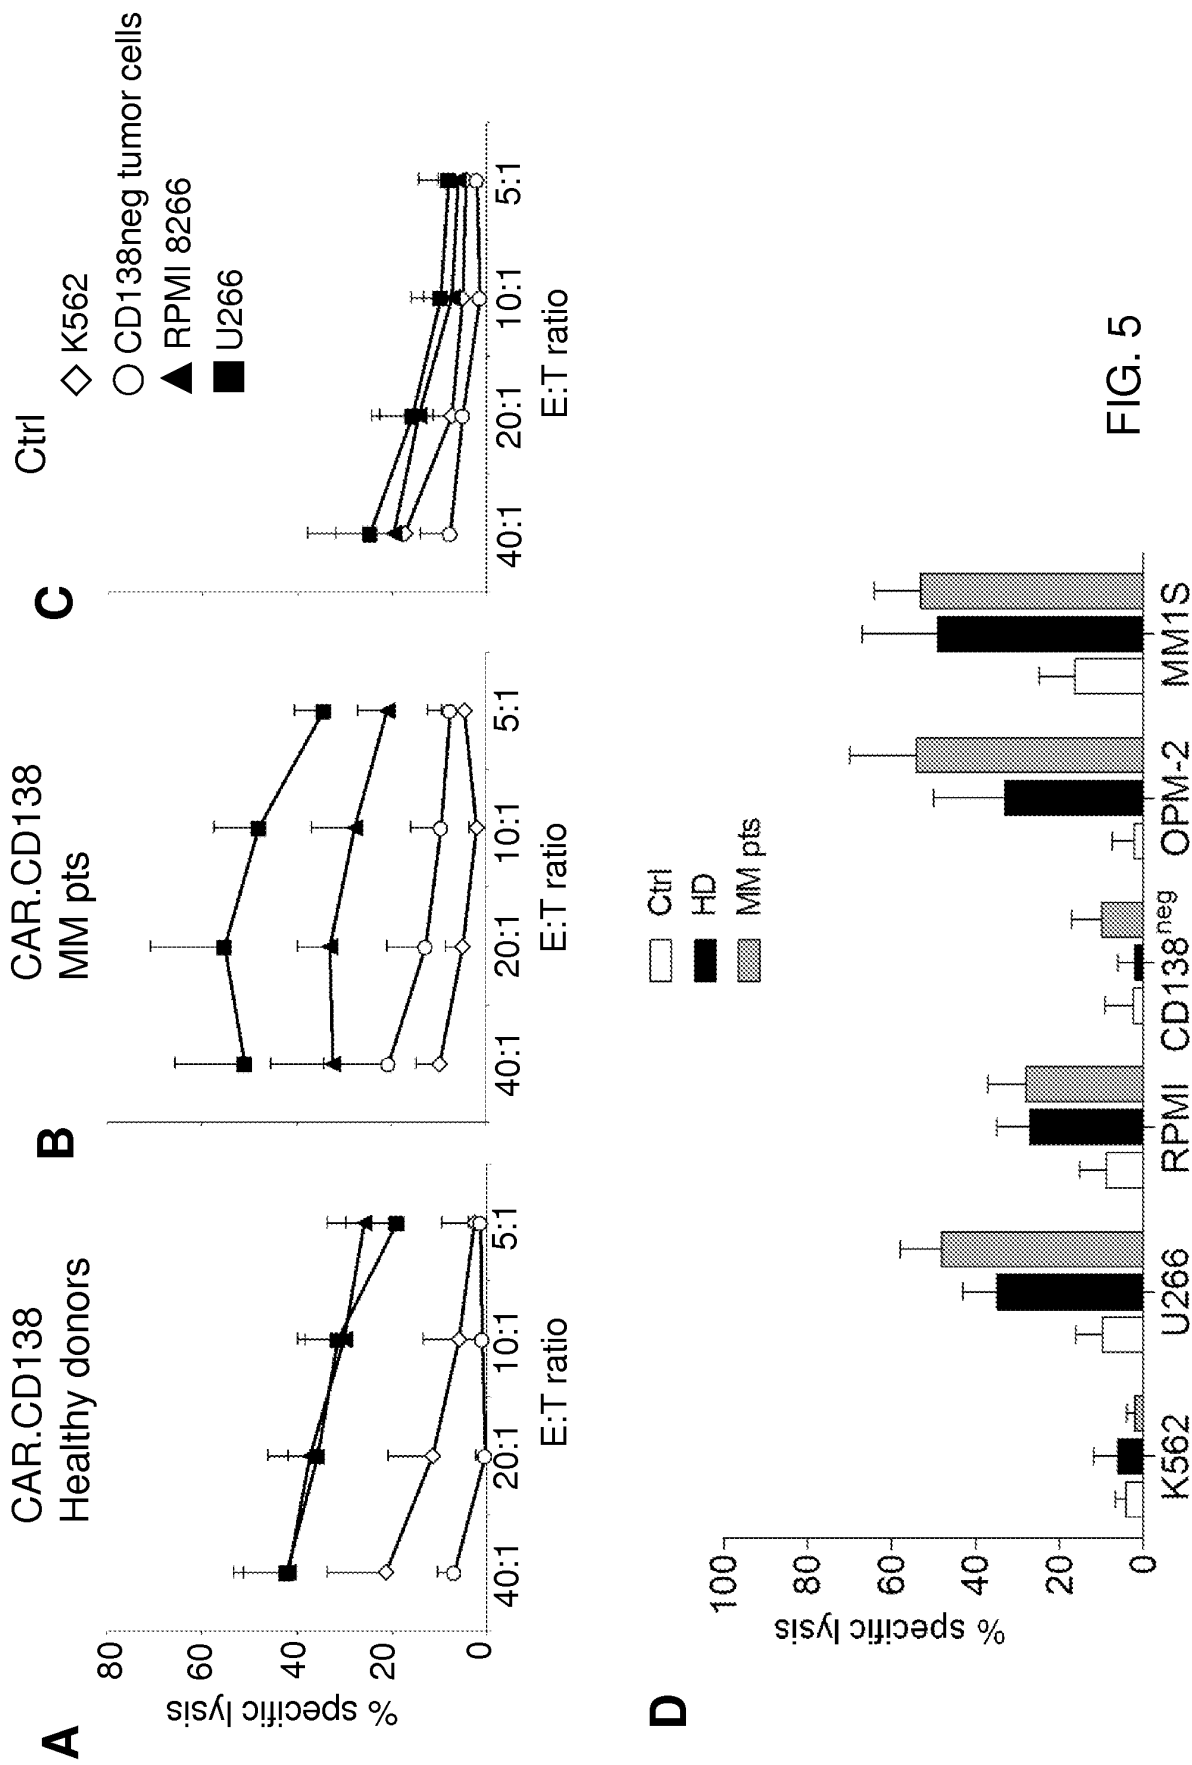 A
CAR.CD138
Healthy donors
% specific lysis
80
60
40
20
0
40:1
20:1
10:1
5:1
E:T ratio
B
CAR.CD138
MM pts
40:1
20:1
10:1
5:1
E:T ratio
C
Ctrl
K562
CD138neg tumor cells
RPMI 8266
U266
40:1
20:1
10:1
5:1
E:T ratio
D
% specific lysis
100
80
60
40
20
0
Ctrl
HD
MM pts
K562
U266
RPMI
CD138neg
OPM-2
MM1S
FIG. 5